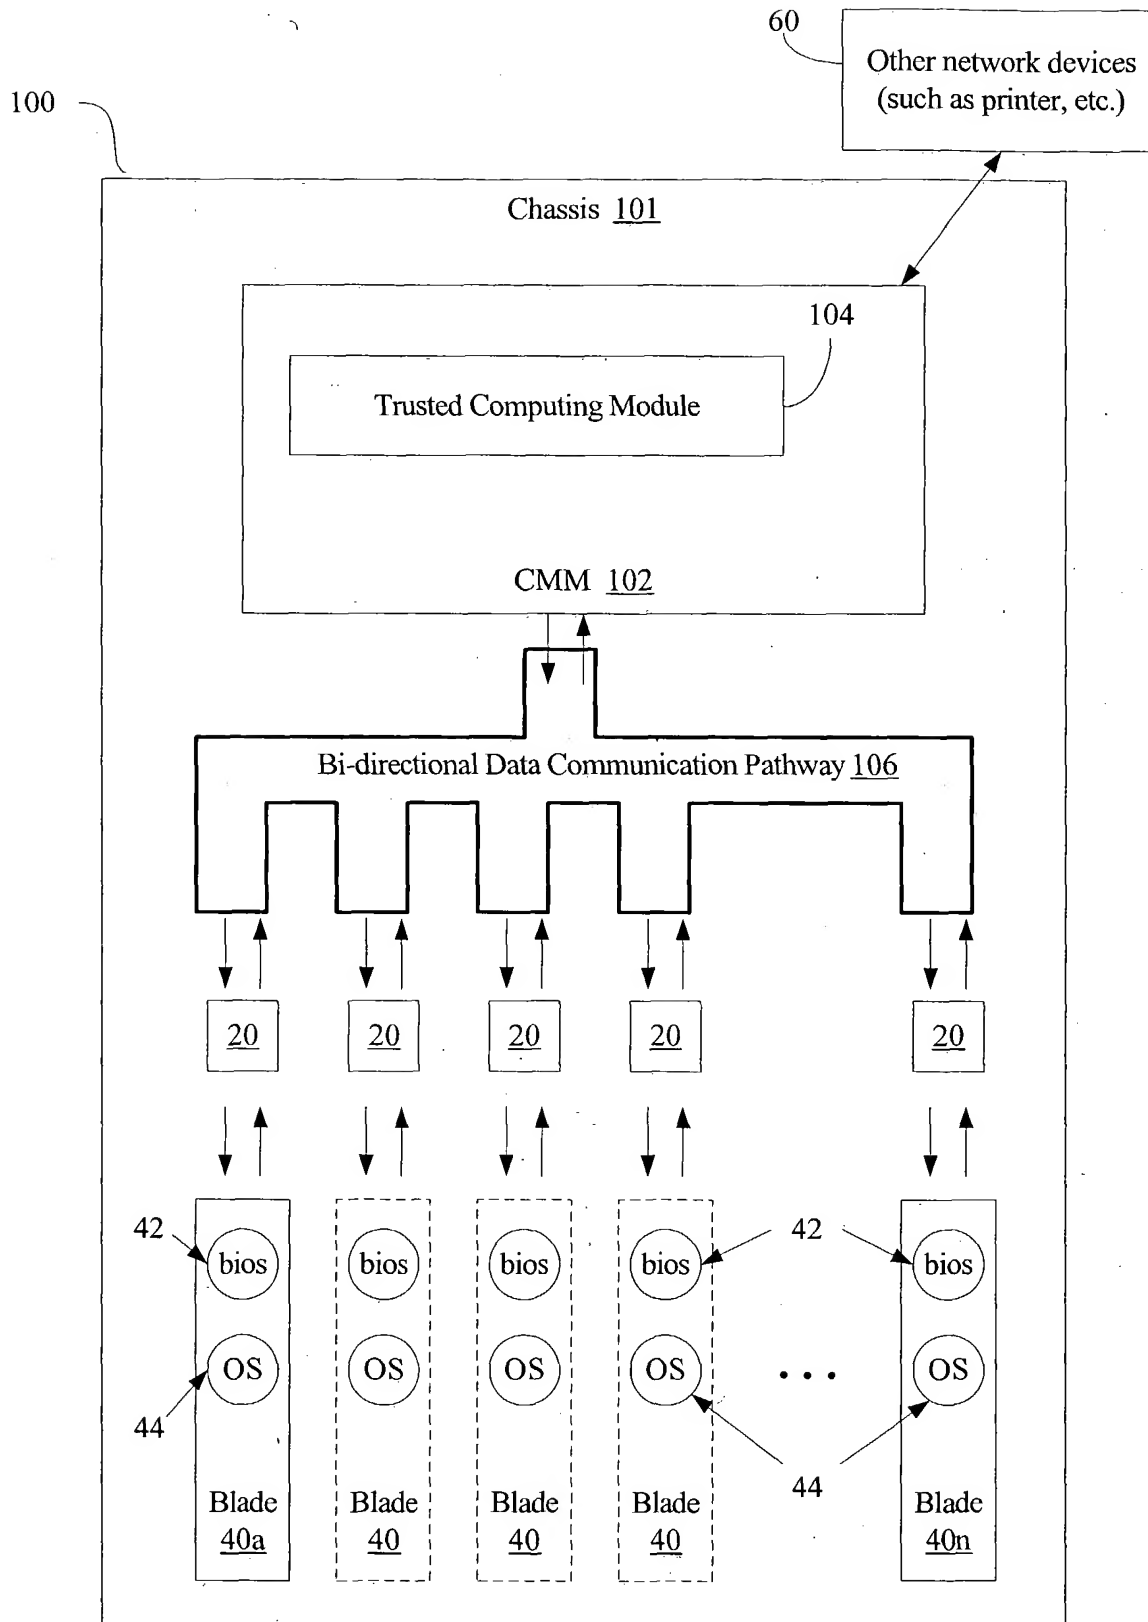 60
Other network devices
(such as printer, etc.)
100
Chassis 101
104
Trusted Computing Module
CMM 102
Bi-directional Data Communication Pathway 106
20 20 20 20 20
42 bios bios bios bios 42 bios
OS OS OS OS ... OS
44 44
Blade Blade Blade Blade Blade
40a 40 40 40 40n